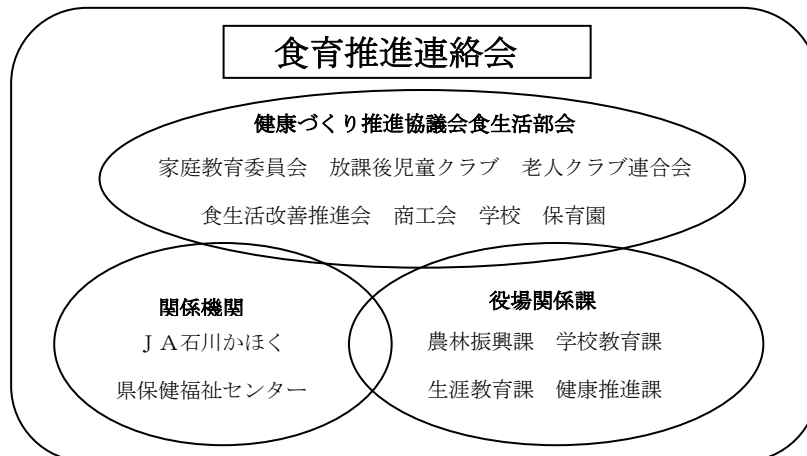 食育推進連絡会
健康づくり推進協議会食生活部会
家庭教育委員会　放課後児童クラブ　老人クラブ連合会
食生活改善推進会　商工会　学校　保育園
関係機関
ＪＡ石川かほく
県保健福祉センター
役場関係課
農林振興課　学校教育課
生涯教育課　健康推進課